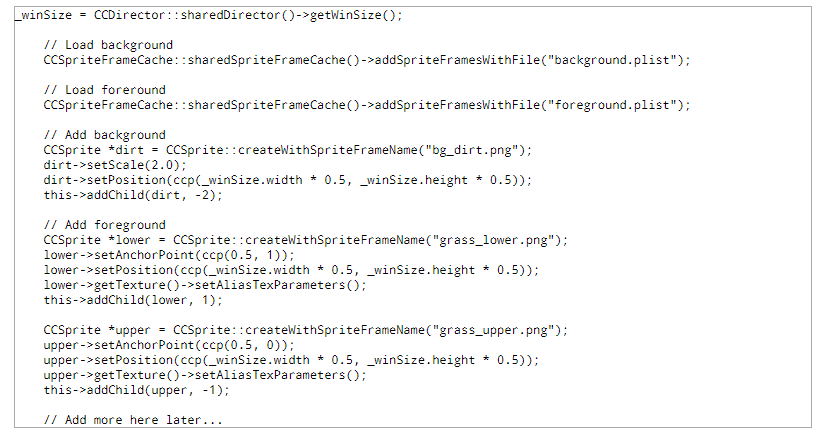 _winSize = CCDirector::sharedDirector()->getWinSize();
// Load background
CCSpriteFrameCache::sharedSpriteFrameCache()->addSpriteFramesWithFile("background.plist");
// Load foreround
CCSpriteFrameCache::sharedSpriteFrameCache()->addSpriteFramesWithFile("foreground.plist");
// Add background
CCSprite *dirt = CCSprite::createWithSpriteFrameName("bg_dirt.png");
dirt->setScale(2.0);
dirt->setPosition(ccp(_winSize.width * 0.5, _winSize.height * 0.5));
this->addChild(dirt, -2);
// Add foreground
CCSprite *lower = CCSprite::createWithSpriteFrameName("grass_lower.png");
lower->setAnchorPoint(ccp(0.5, 1));
lower->setPosition(ccp(_winSize.width * 0.5, _winSize.height * 0.5));
lower->getTexture()->setAliasTexParameters();
this->addChild(lower, 1);
CCSprite *upper = CCSprite::createWithSpriteFrameName("grass_upper.png");
upper->setAnchorPoint(ccp(0.5, 0));
upper->setPosition(ccp(_winSize.width * 0.5, _winSize.height * 0.5));
upper->getTexture()->setAliasTexParameters();
this->addChild(upper, -1);
// Add more here later...